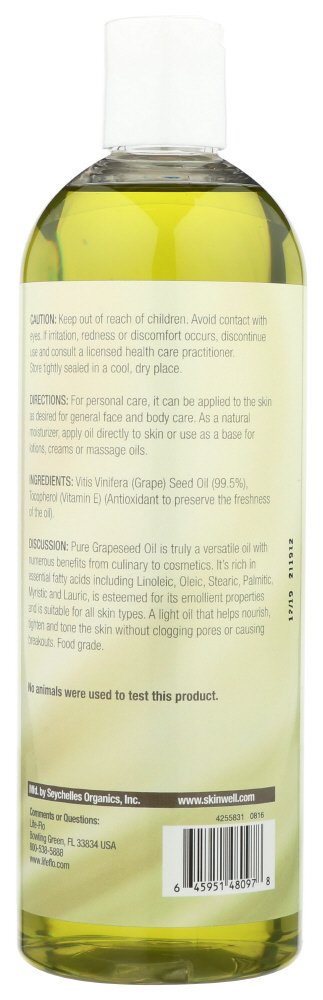 CAUTION: Keep out of reach of children. Avoid contact with
eyes. If irritation, redness or discomfort occurs, discontinue
use and consult a licensed health care practitioner.
Store tightly sealed in a cool, dry place.
DIRECTIONS: For personal care, it can be applied to the skin
as desired for general face and body care. As a natural
moisturizer, apply oil directly to skin or use as a base for
lotions, creams or massage oils.
INGREDIENTS: Vitis Vinifera (Grape) Seed Oil (99.5%),
Tocopherol (Vitamin E) (Antioxidant to preserve the freshness
of the oil).
DISCUSSION: Pure Grapeseed Oil is truly a versatile oil with
numerous benefits from culinary to cosmetics. It's rich in
essential fatty acids including Linoleic, Oleic, Stearic, Palmitic,
Myristic and Lauric, is esteemed for its emollient properties
and is suitable for all skin types. A light oil that helps nourish,
tighten and tone the skin without clogging pores or causing
breakouts. Food grade.
12/19 211912
No animals were used to test this product.
Mfd. by Seychelles Organics, Inc. www.skinwell.com
Comments or Questions:
Life-Flo
Bowling Green, FL 33834 USA
800-538-5888
www.lifeflo.com
4255831 0816
6 45951 48097 8